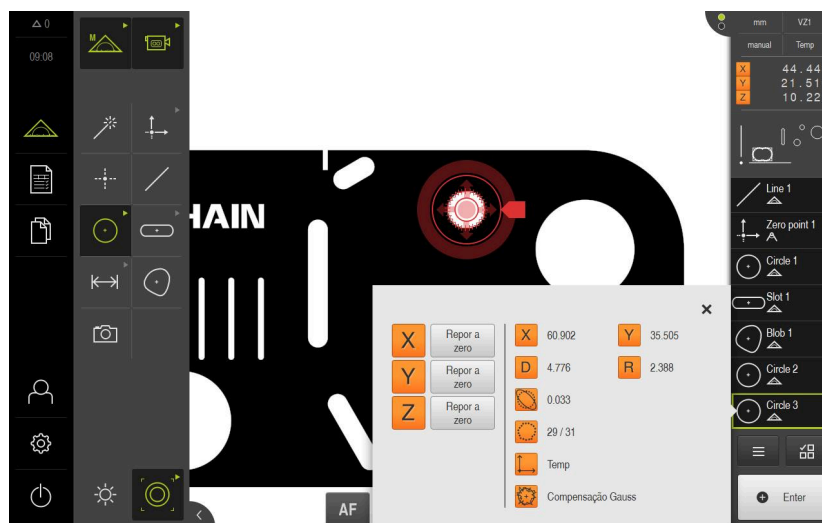 0
09:08
M
HAIN
mm
VZ1
manual
Temp
X 44.44
Y 21.51
Z 10.22
Line 1
Zero point 1
Circle 1
Slot 1
Blob 1
Circle 2
Circle 3
X Repor a
zero
Y Repor a
zero
Z Repor a
zero
X 60.902 Y 35.505
D 4.776 R 2.388
0.033
29 / 31
Temp
Compensação Gauss
AF
Enter